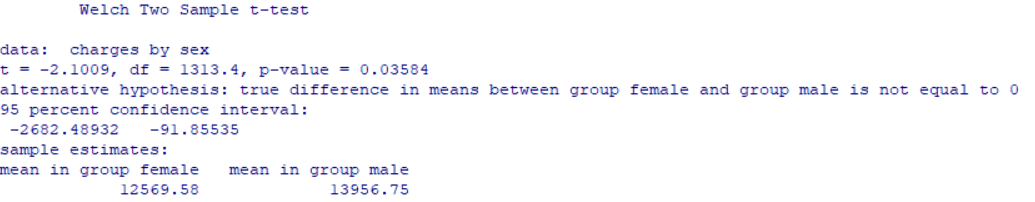 Welch Two Sample t-test
data:  charges by sex
t = -2.1009, df = 1313.4, p-value = 0.03584
alternative hypothesis: true difference in means between group female and group male is not equal to 0
95 percent confidence interval:
 -2682.48932   -91.85535
sample estimates:
mean in group female   mean in group male
            12569.58             13956.75